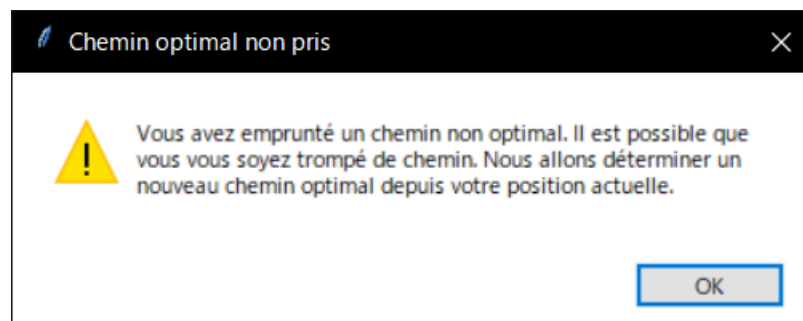 Chemin optimal non pris
Vous avez emprunté un chemin non optimal. Il est possible que
vous vous soyez trompé de chemin. Nous allons déterminer un
nouveau chemin optimal depuis votre position actuelle.
OK